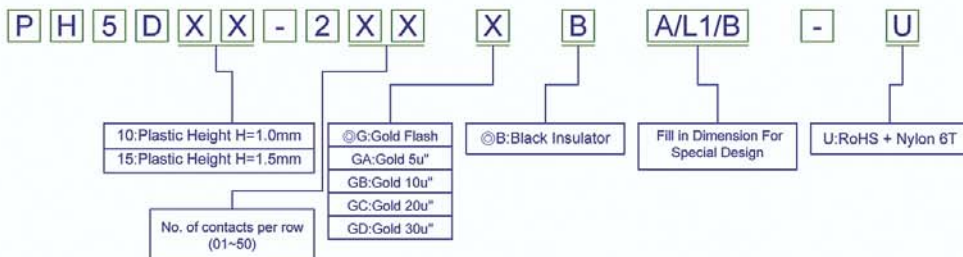 P H 5 D X X - 2 X X X B A/L1/B - U
10:Plastic Height H=1.0mm
15:Plastic Height H=1.5mm
No. of contacts per row
(01~50)
◎G:Gold Flash
GA:Gold 5u"
GB:Gold 10u"
GC:Gold 20u"
GD:Gold 30u"
◎B:Black Insulator
Fill in Dimension For
Special Design
U:RoHS + Nylon 6T